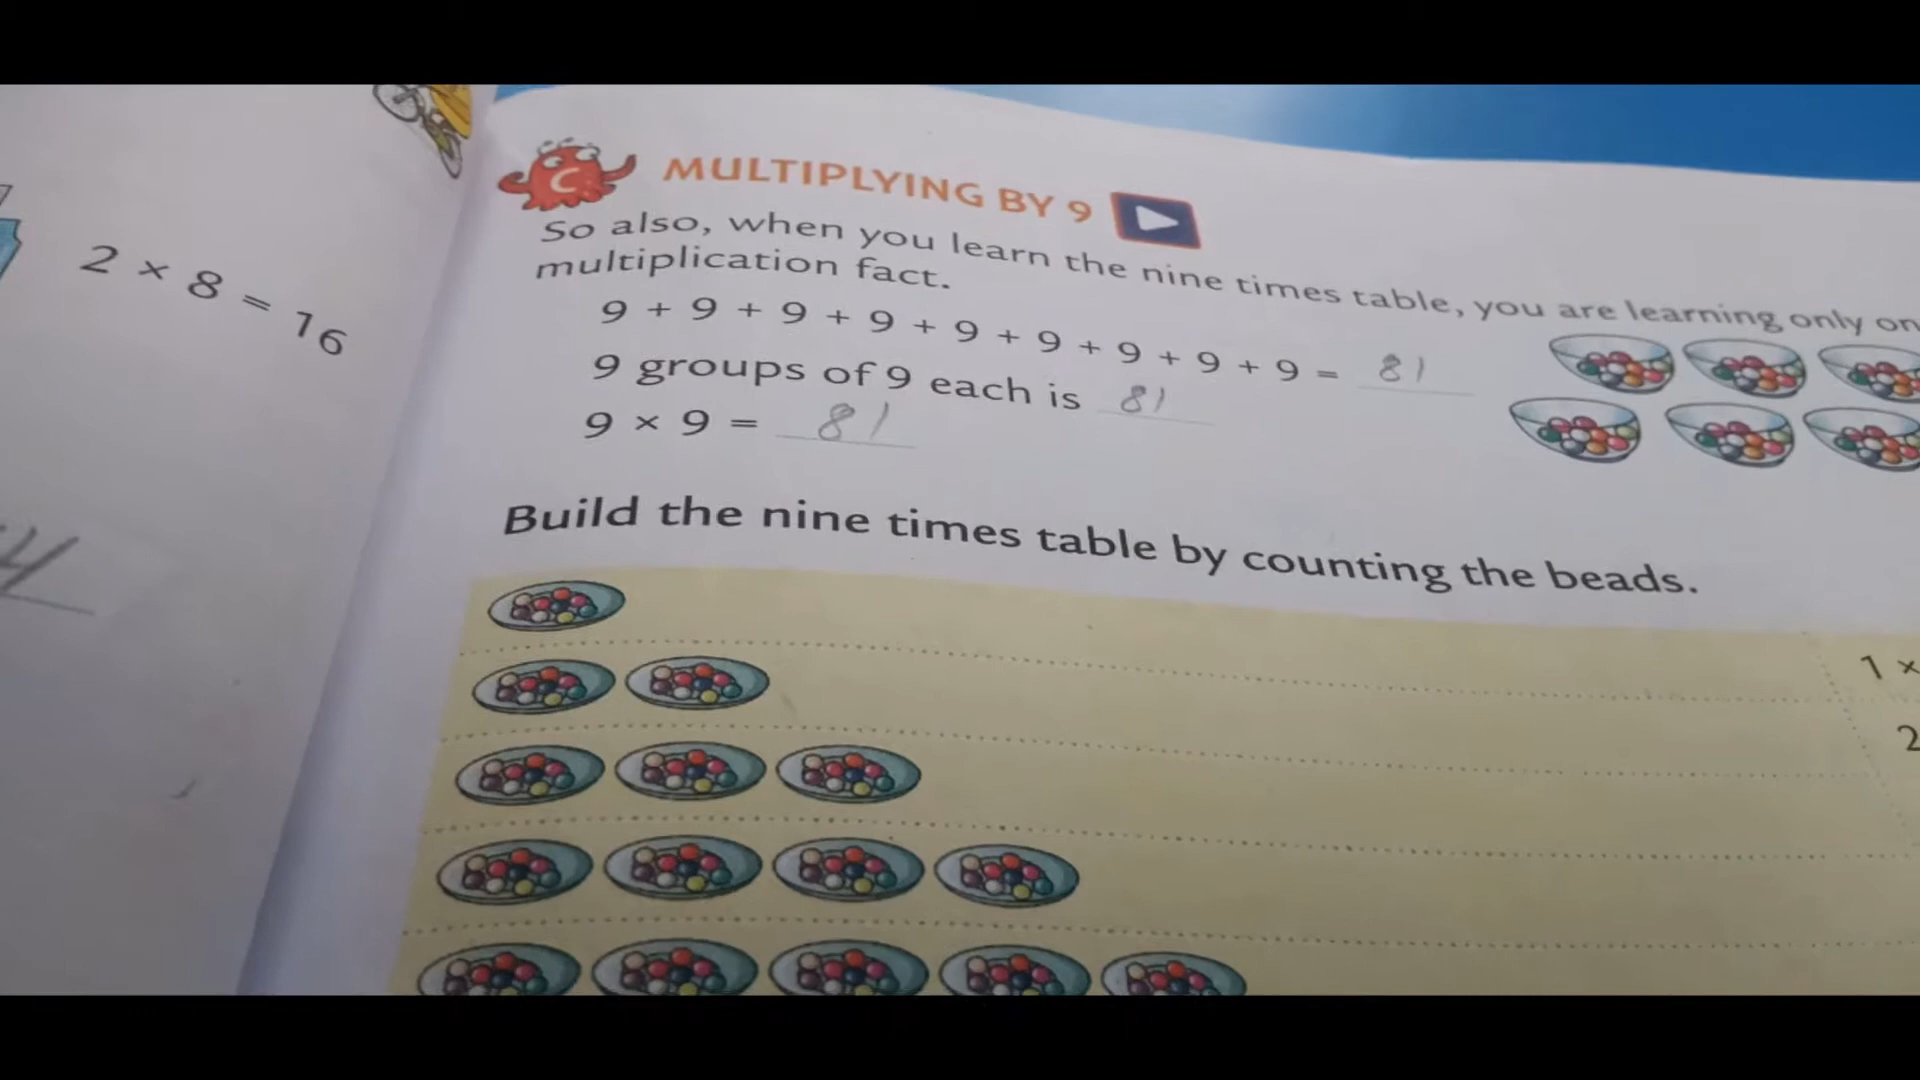 2 × 8 = 16
4
C
MULTIPLYING BY 9
So also, when you learn the nine times table, you are learning only
multiplication fact.
9 + 9 + 9 + 9 + 9 + 9 + 9 + 9 + 9 = 81
9 groups of 9 each is 81
9 × 9 = 81
Build the nine times table by counting the beads.
1 ×
2